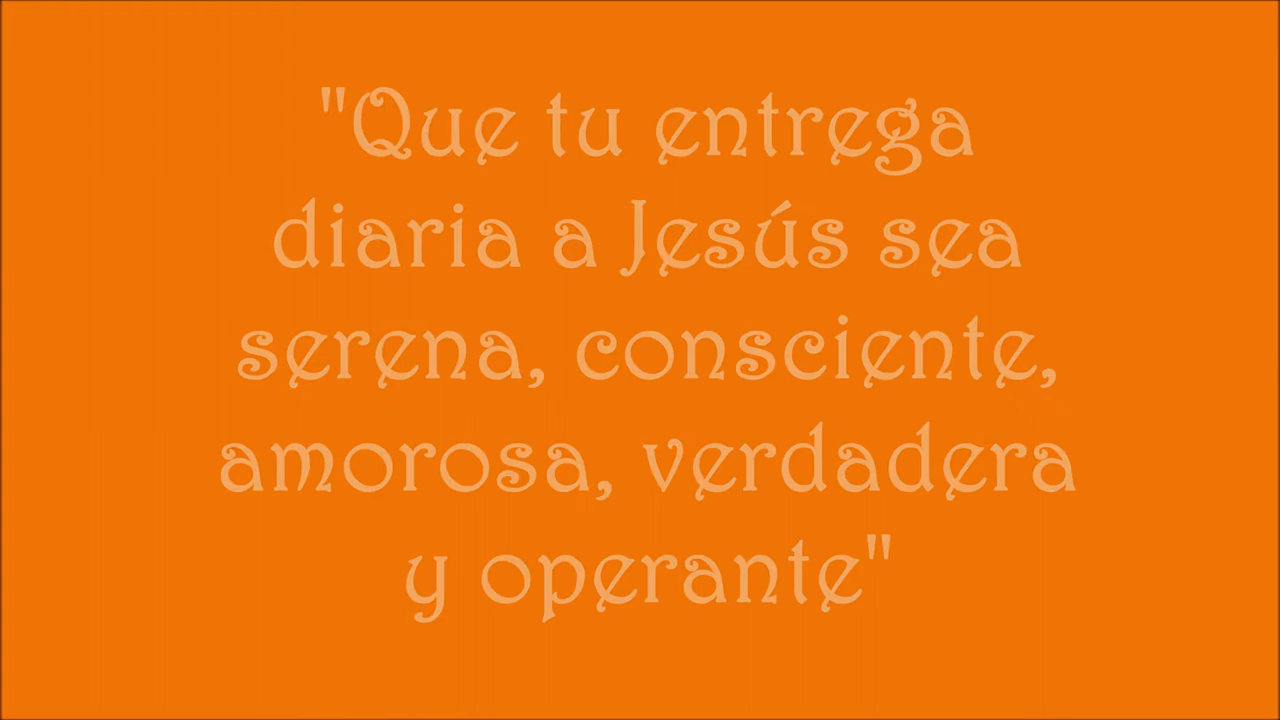 "Que tu entrega
diaria a Jesús sea
serena, consciente,
amorosa, verdadera
y operante"